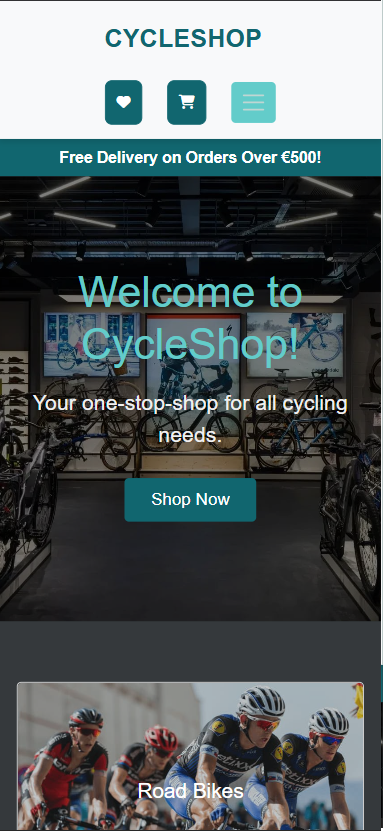 CYCLESHOP
Free Delivery on Orders Over €500!
Welcome to
CycleShop!
Your one-stop-shop for all cycling
needs.
Shop Now
Road Bikes